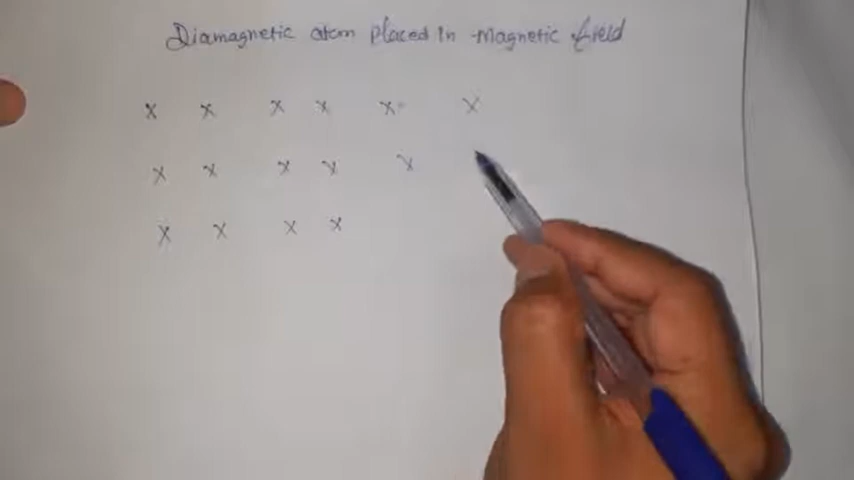 Diamagnetic atom placed in Magnetic field
x x x x x x
x x x x x
x x x x